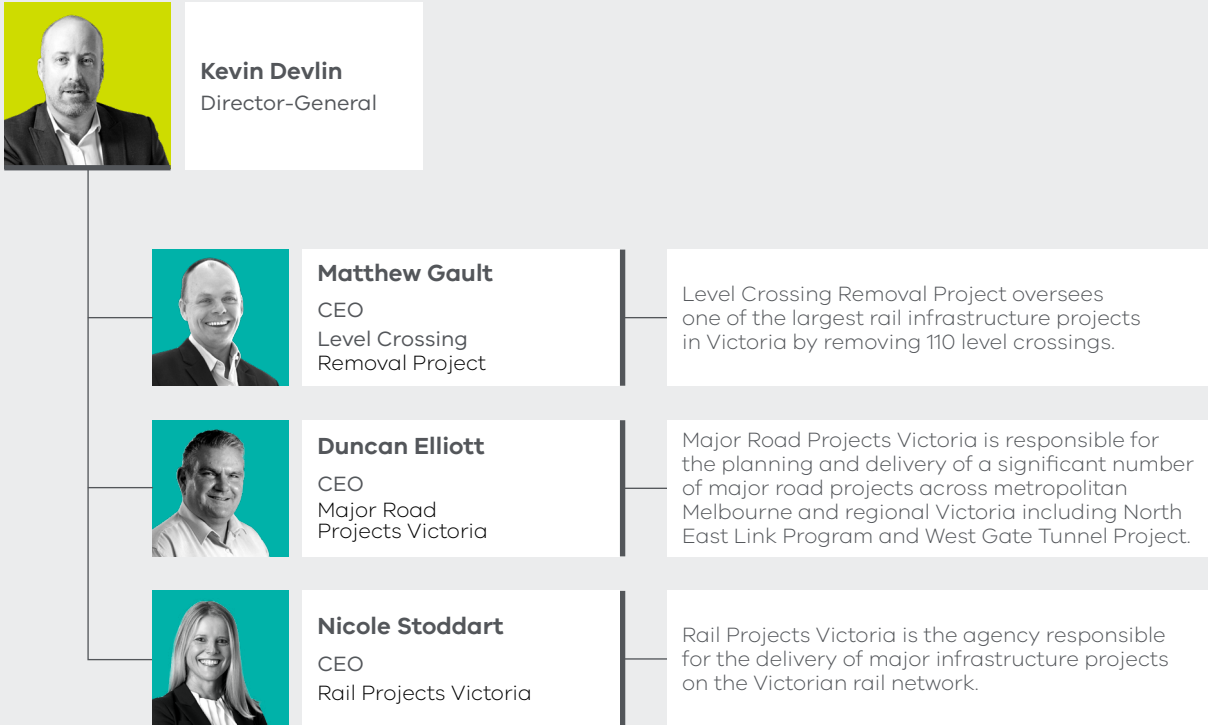 Kevin Devlin
Director-General
Matthew Gault
CEO
Level Crossing
Removal Project
Level Crossing Removal Project oversees
one of the largest rail infrastructure projects
in Victoria by removing 110 level crossings.
Duncan Elliott
CEO
Major Road
Projects Victoria
Major Road Projects Victoria is responsible for
the planning and delivery of a significant number
of major road projects across metropolitan
Melbourne and regional Victoria including North
East Link Program and West Gate Tunnel Project.
Nicole Stoddart
CEO
Rail Projects Victoria
Rail Projects Victoria is the agency responsible
for the delivery of major infrastructure projects
on the Victorian rail network.